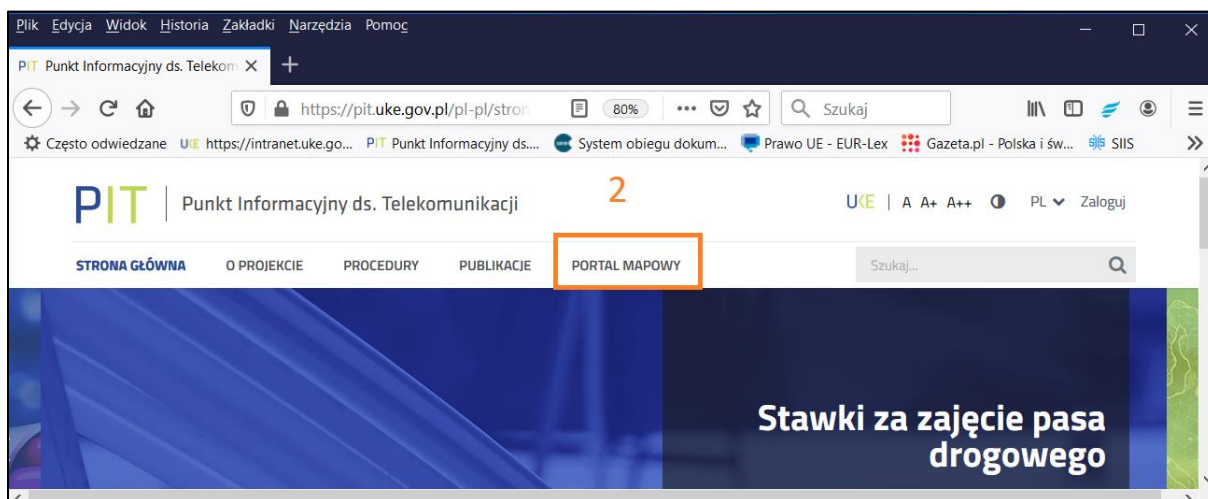 Plik Edycja Widok Historia Zakładki Narzędzia Pomoc
PIT Punkt Informacyjny ds. Telekom
https://pit.uke.gov.pl/pl-pl/stron 80% Szukaj
Często odwiedzane UKE https://intranet.uke.go... PIT Punkt Informacyjny ds.... System obiegu dokum... Prawo UE - EUR-Lex Gazeta.pl - Polska i św... SIIS
PIT Punkt Informacyjny ds. Telekomunikacji 2 UKE | A A+ A++ PL Zaloguj
STRONA GŁÓWNA O PROJEKCIE PROCEDURY PUBLIKACJE PORTAL MAPOWY Szukaj...
Stawki za zajęcie pasa
drogowego